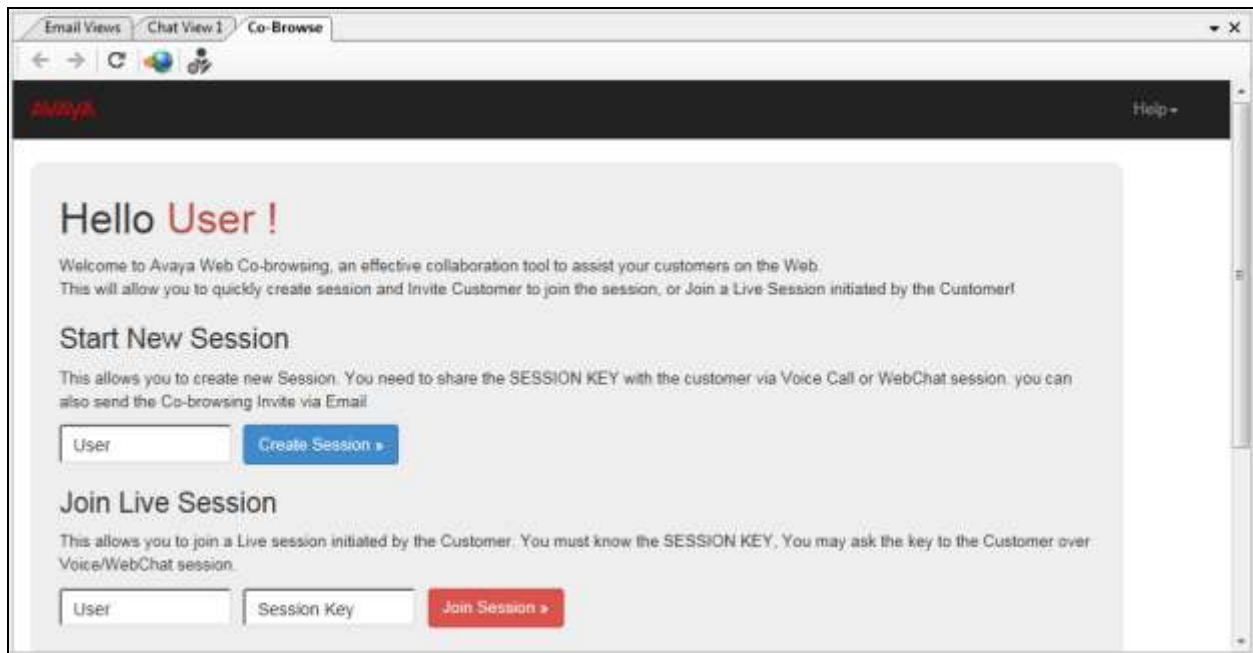 Email Views Chat View 1 Co-Browse
AVAYA Help
Hello User !
Welcome to Avaya Web Co-browsing, an effective collaboration tool to assist your customers on the Web.
This will allow you to quickly create session and Invite Customer to join the session, or Join a Live Session initiated by the Customer!
Start New Session
This allows you to create new Session. You need to share the SESSION KEY with the customer via Voice Call or WebChat session. you can
also send the Co-browsing Invite via Email
User Create Session »
Join Live Session
This allows you to join a Live session initiated by the Customer. You must know the SESSION KEY, You may ask the key to the Customer over
Voice/WebChat session.
User Session Key Join Session »